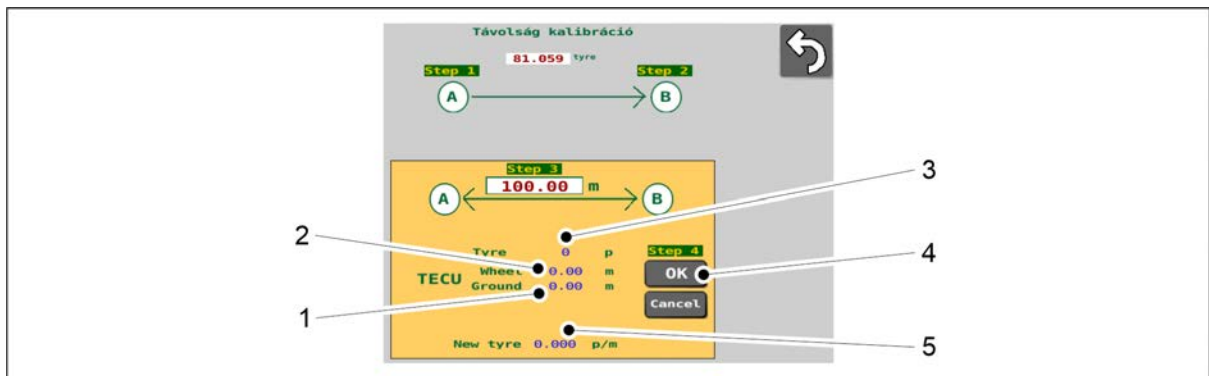 Távolság kalibráció
81.059 tyre
Step 1 Step 2
A B
Step 3
100.00 m
A B
3
2
Tyre 0 p Step 4
TECU Wheel 0.00 m OK 4
1 Ground 0.00 m Cancel
New tyre 0.000 p/m 5